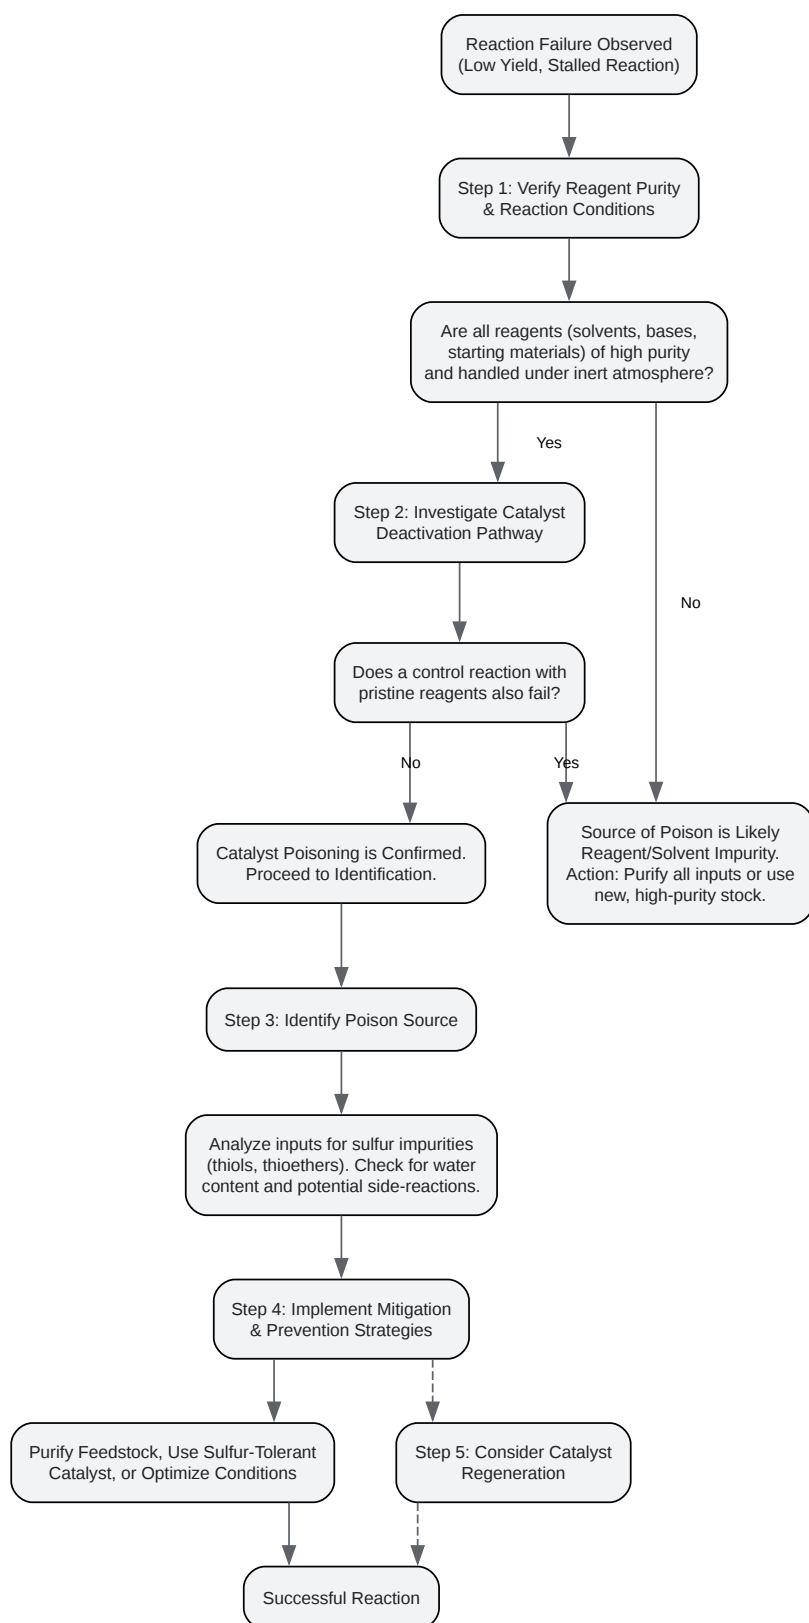 Reaction Failure Observed
(Low Yield, Stalled Reaction)
Step 1: Verify Reagent Purity
& Reaction Conditions
Are all reagents (solvents, bases,
starting materials) of high purity
and handled under inert atmosphere?
Yes
Step 2: Investigate Catalyst
Deactivation Pathway
No
Does a control reaction with
pristine reagents also fail?
No
Yes
Catalyst Poisoning is Confirmed.
Proceed to Identification.
Source of Poison is Likely
Reagent/Solvent Impurity.
Action: Purify all inputs or use
new, high-purity stock.
Step 3: Identify Poison Source
Analyze inputs for sulfur impurities
(thiols, thioethers). Check for water
content and potential side-reactions.
Step 4: Implement Mitigation
& Prevention Strategies
Purify Feedstock, Use Sulfur-Tolerant
Catalyst, or Optimize Conditions
Step 5: Consider Catalyst
Regeneration
Successful Reaction